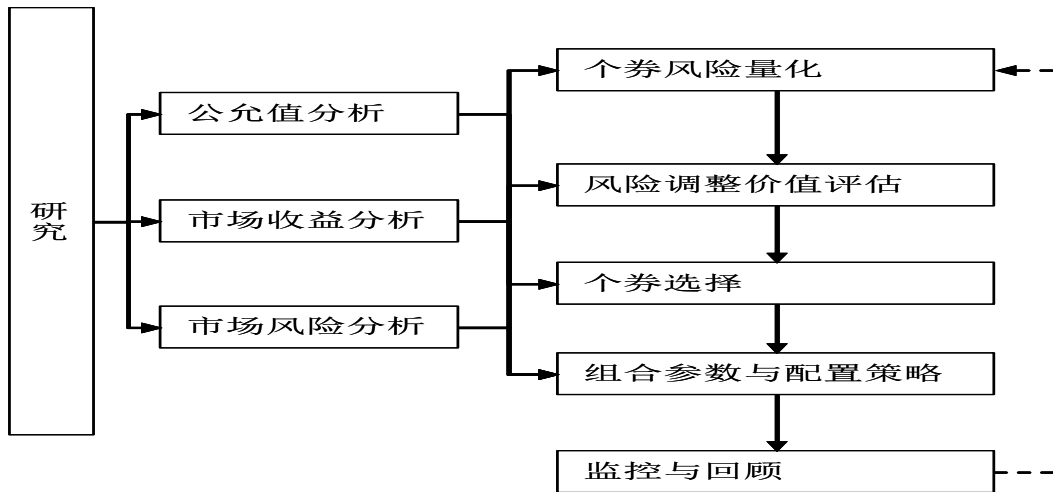 研究
公允值分析
市场收益分析
市场风险分析
个券风险量化
风险调整价值评估
个券选择
组合参数与配置策略
监控与回顾